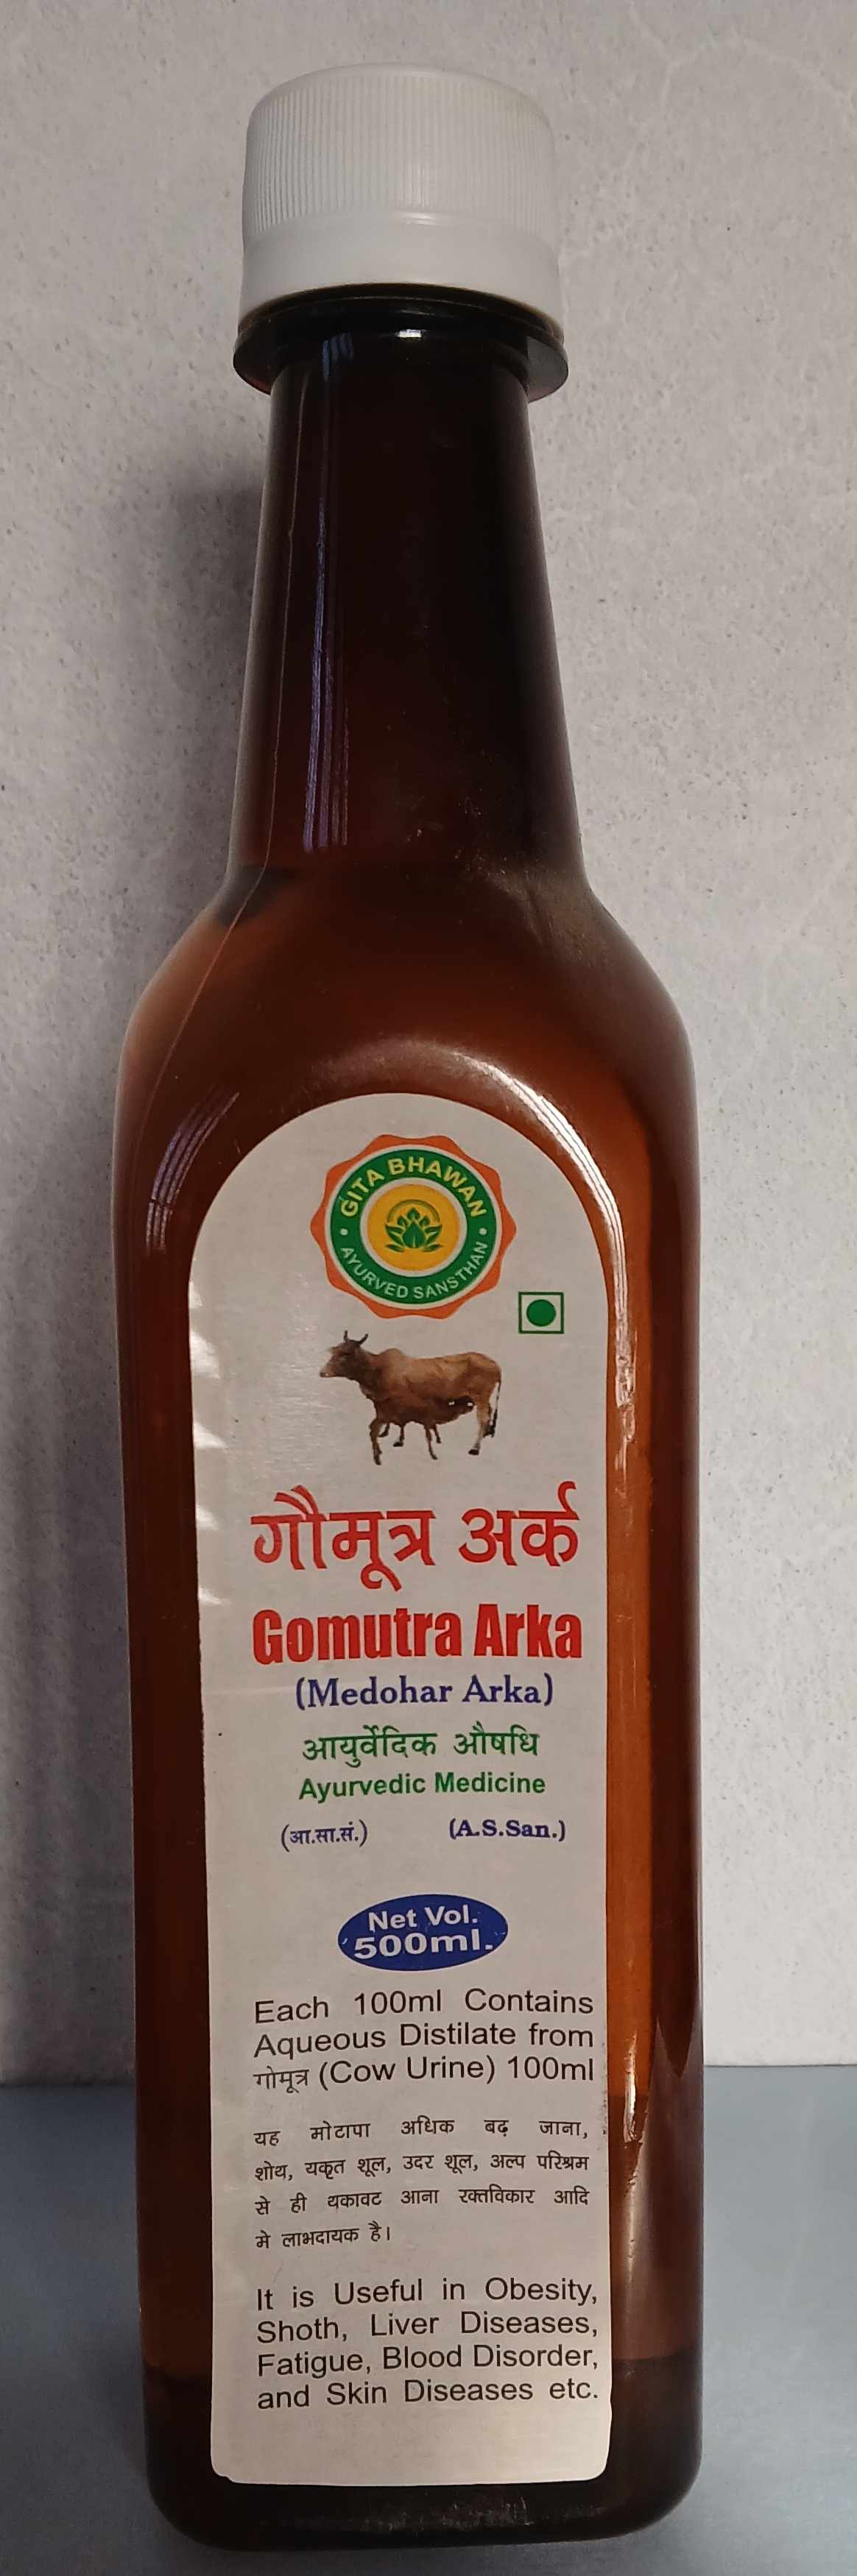 GITA BHAWAN
AYURVED SANSTHAN
गौमूत्र अर्क
Gomutra Arka
(Medohar Arka)
आयुर्वेदिक औषधि
Ayurvedic Medicine
(आ.सा.सं.) (A.S.San.)
Net Vol.
500ml.
Each 100ml Contains
Aqueous Distilate from
गोमूत्र (Cow Urine) 100ml
यह मोटापा अधिक बढ़ जाना,
शोथ, यकृत शूल, उदर शूल, अल्प परिश्रम
से ही थकावट आना रक्तविकार आदि
मे लाभदायक है।
It is Useful in Obesity,
Shoth, Liver Diseases,
Fatigue, Blood Disorder,
and Skin Diseases etc.